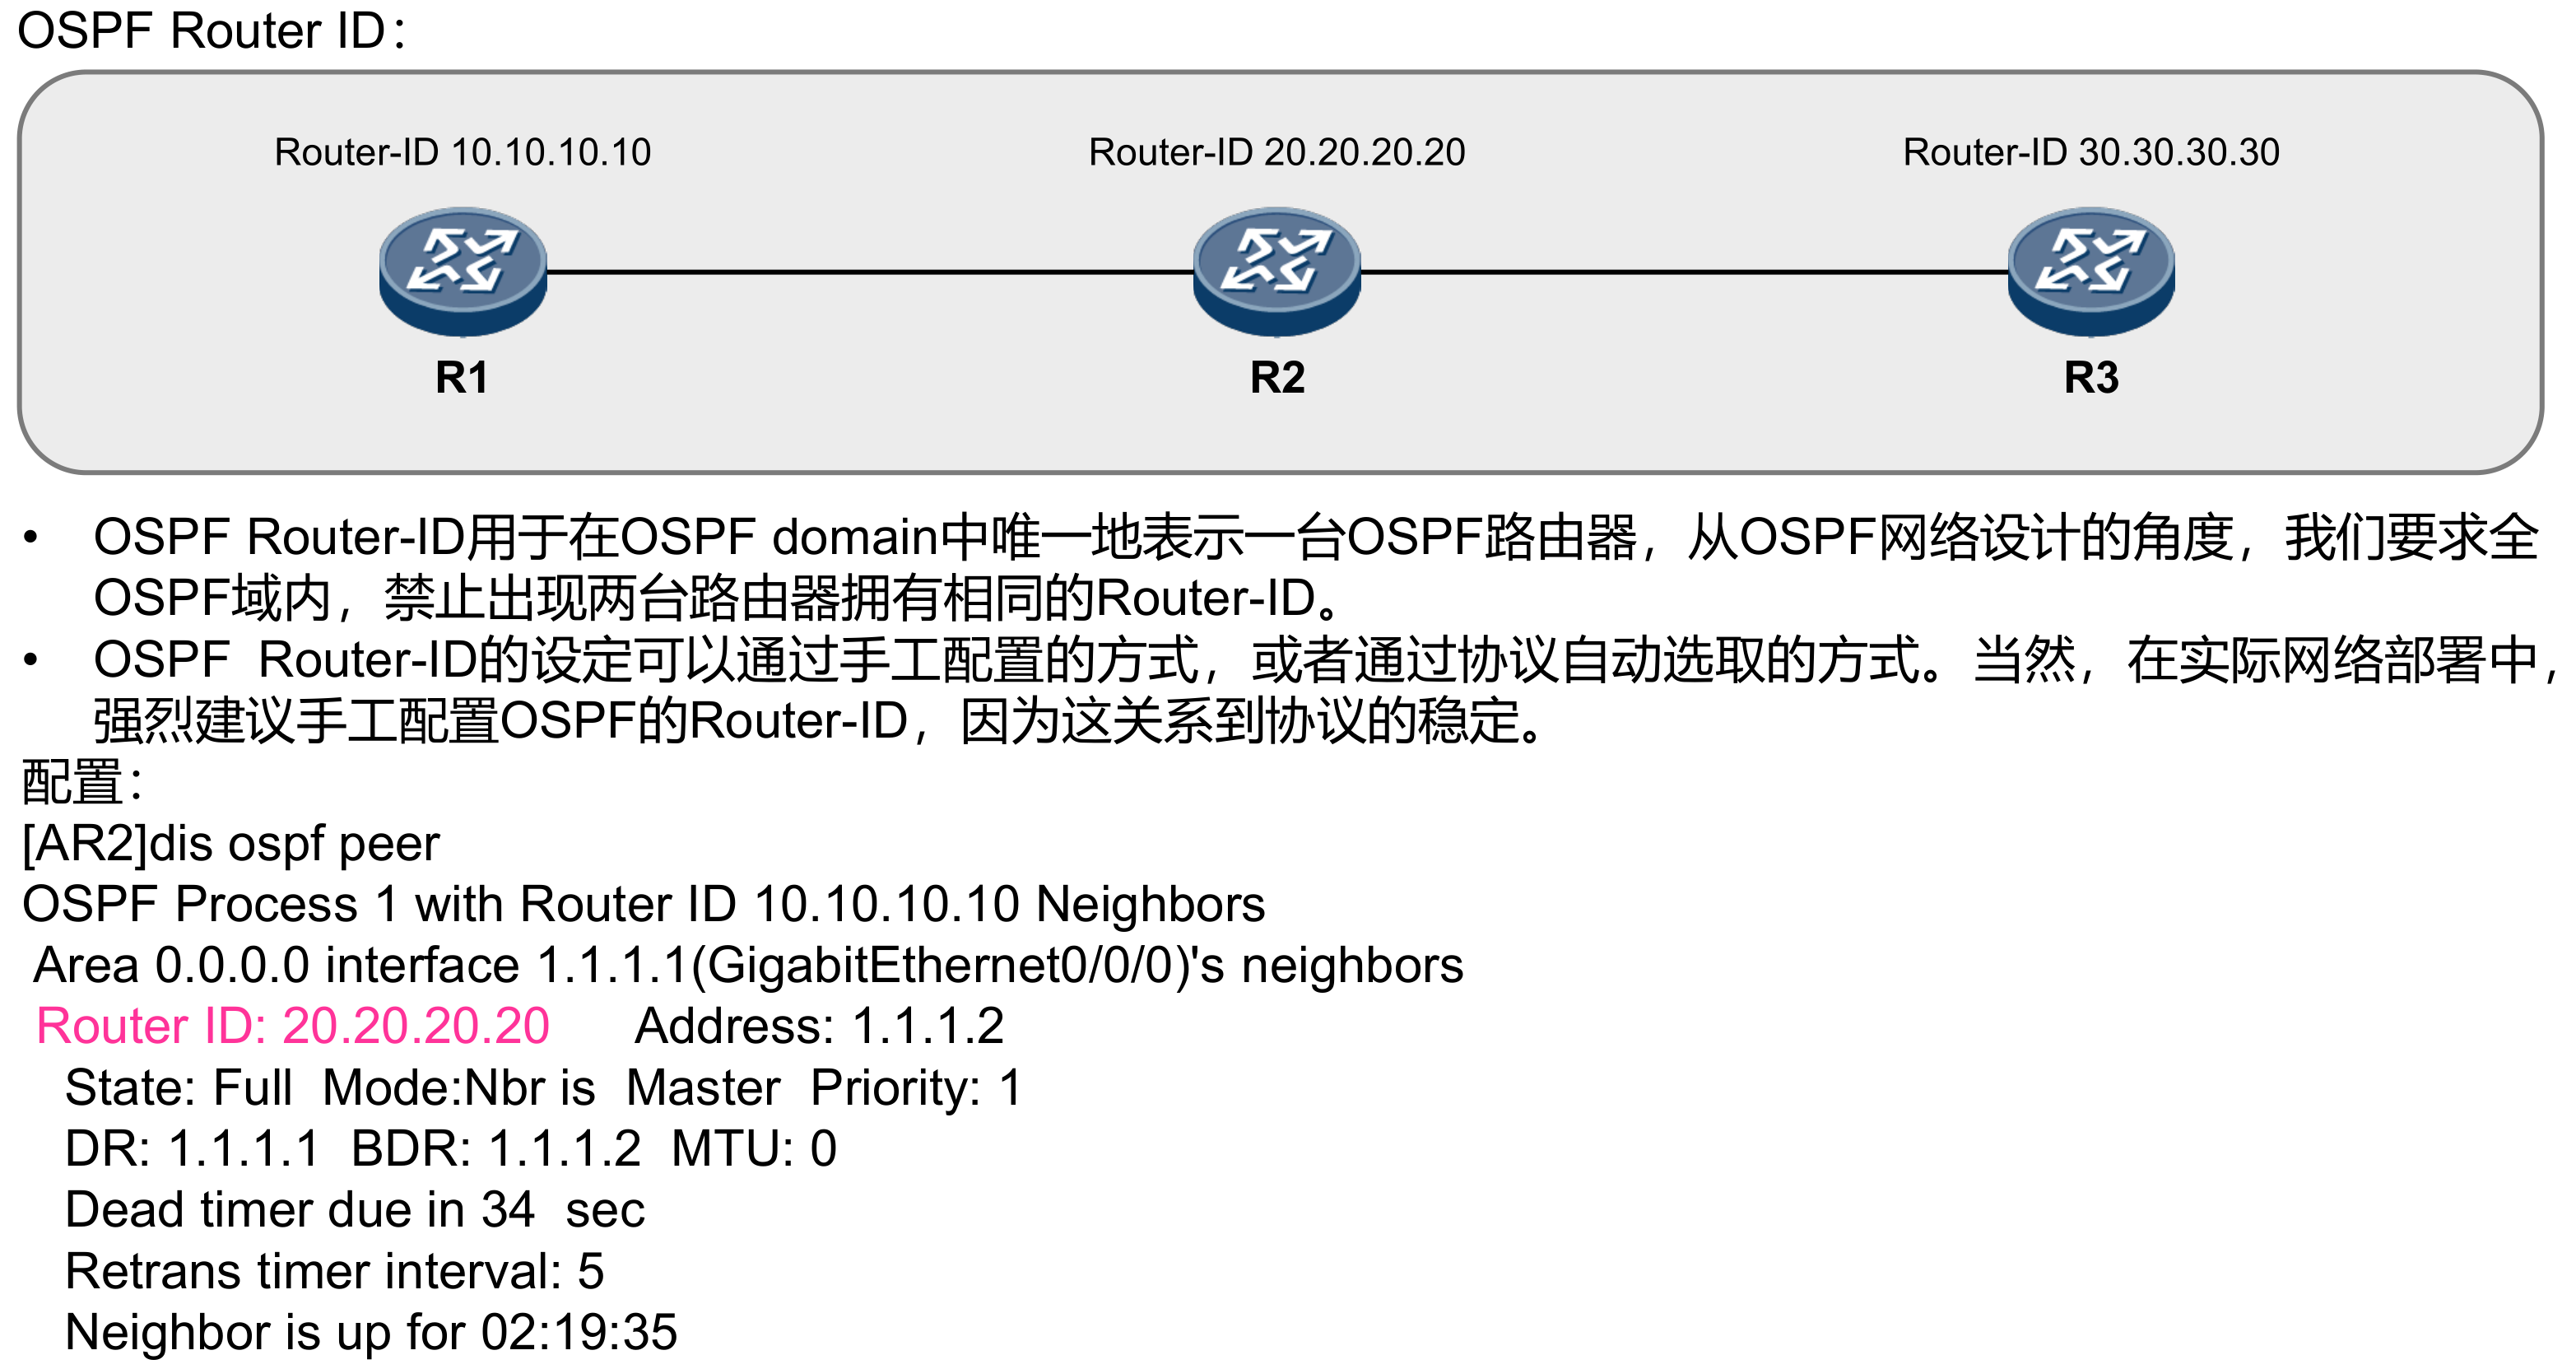 OSPF Router ID：
Router-ID 10.10.10.10
Router-ID 20.20.20.20
Router-ID 30.30.30.30
R1
R2
R3
• OSPF Router-ID用于在OSPF domain中唯一地表示一台OSPF路由器，从OSPF网络设计的角度，我们要求全
OSPF域内，禁止出现两台路由器拥有相同的Router-ID。
• OSPF  Router-ID的设定可以通过手工配置的方式，或者通过协议自动选取的方式。当然，在实际网络部署中，
强烈建议手工配置OSPF的Router-ID，因为这关系到协议的稳定。
配置：
[AR2]dis ospf peer
OSPF Process 1 with Router ID 10.10.10.10 Neighbors
Area 0.0.0.0 interface 1.1.1.1(GigabitEthernet0/0/0)'s neighbors
Router ID: 20.20.20.20      Address: 1.1.1.2
State: Full  Mode:Nbr is  Master  Priority: 1
DR: 1.1.1.1  BDR: 1.1.1.2  MTU: 0
Dead timer due in 34  sec
Retrans timer interval: 5
Neighbor is up for 02:19:35